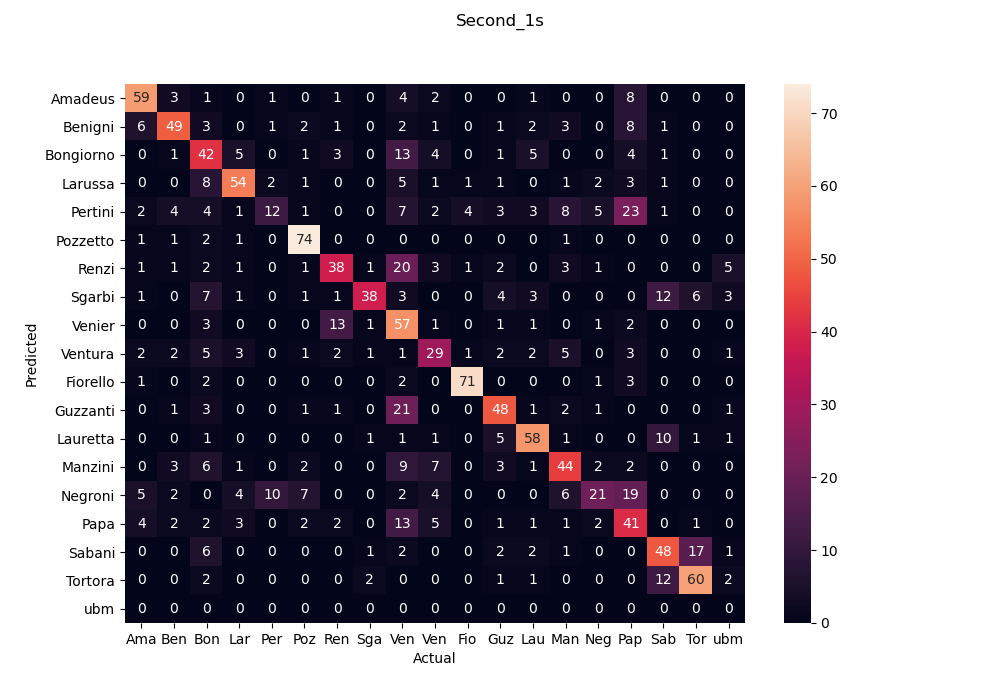 Second_1s
Amadeus 59 3 1 0 1 0 1 0 4 2 0 0 1 0 0 8 0 0 0
Benigni 6 49 3 0 1 2 1 0 2 1 0 1 2 3 0 8 1 0 0
Bongiorno 0 1 42 5 0 1 3 0 13 4 0 1 5 0 0 4 1 0 0
Larussa 0 0 8 54 2 1 0 0 5 1 1 1 0 1 2 3 1 0 0
Pertini 2 4 4 1 12 1 0 0 7 2 4 3 3 8 5 23 1 0 0
Pozzetto 1 1 2 1 0 74 0 0 0 0 0 0 0 1 0 0 0 0 0
Renzi 1 1 2 1 0 1 38 1 20 3 1 2 0 3 1 0 0 0 5
Sgarbi 1 0 7 1 0 1 1 38 3 0 0 4 3 0 0 0 12 6 3
Venier 0 0 3 0 0 0 13 1 57 1 0 1 1 0 1 2 0 0 0
Ventura 2 2 5 3 0 1 2 1 1 29 1 2 2 5 0 3 0 0 1
Fiorello 1 0 2 0 0 0 0 0 2 0 71 0 0 0 1 3 0 0 0
Guzzanti 0 1 3 0 0 1 1 0 21 0 0 48 1 2 1 0 0 0 1
Lauretta 0 0 1 0 0 0 0 1 1 1 0 5 58 1 0 0 10 1 1
Manzini 0 3 6 1 0 2 0 0 9 7 0 3 1 44 2 2 0 0 0
Negroni 5 2 0 4 10 7 0 0 2 4 0 0 0 6 21 19 0 0 0
Papa 4 2 2 3 0 2 2 0 13 5 0 1 1 1 2 41 0 1 0
Sabani 0 0 6 0 0 0 0 1 2 0 0 2 2 1 0 0 48 17 1
Tortora 0 0 2 0 0 0 0 2 0 0 0 1 1 0 0 0 12 60 2
ubm 0 0 0 0 0 0 0 0 0 0 0 0 0 0 0 0 0 0 0
Ama Ben Bon Lar Per Poz Ren Sga Ven Ven Fio Guz Lau Man Neg Pap Sab Tor ubm
Actual
Predicted
70
60
50
40
30
20
10
0